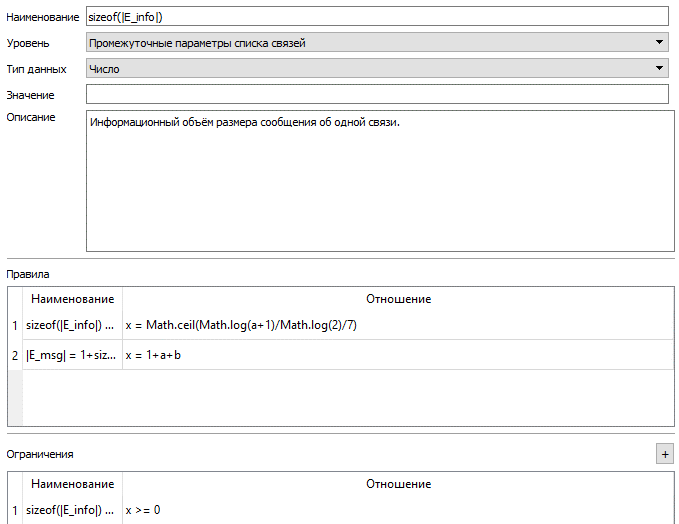 Наименование sizeof(|E_info|)
Уровень Промежуточные параметры списка связей
Тип данных Число
Значение
Описание Информационный объём размера сообщения об одной связи.
Правила
Наименование Отношение
1 sizeof(|E_info|) ... x = Math.ceil(Math.log(a+1)/Math.log(2)/7)
2 |E_msg| = 1+siz... x = 1+a+b
Ограничения +
Наименование Отношение
1 sizeof(|E_info|) ... x >= 0